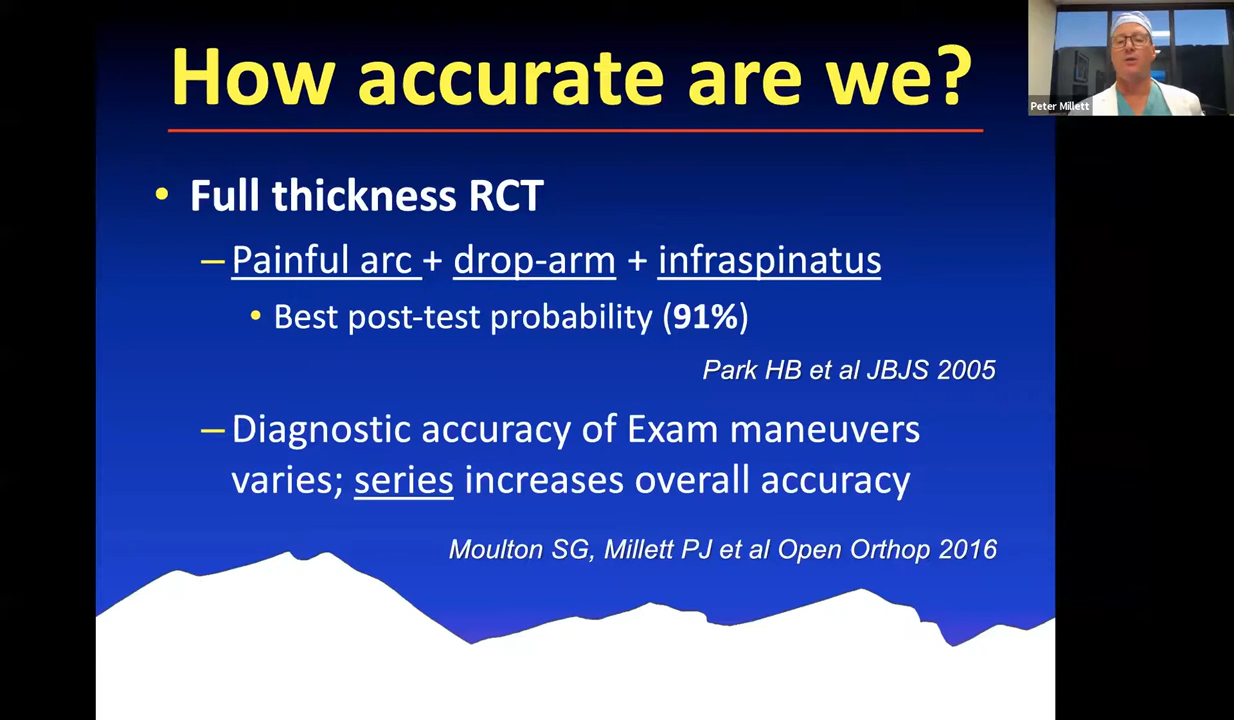 How accurate are we?
Peter Millett
• Full thickness RCT
– Painful arc + drop-arm + infraspinatus
• Best post-test probability (91%)
Park HB et al JBJS 2005
– Diagnostic accuracy of Exam maneuvers
varies; series increases overall accuracy
Moulton SG, Millett PJ et al Open Orthop 2016